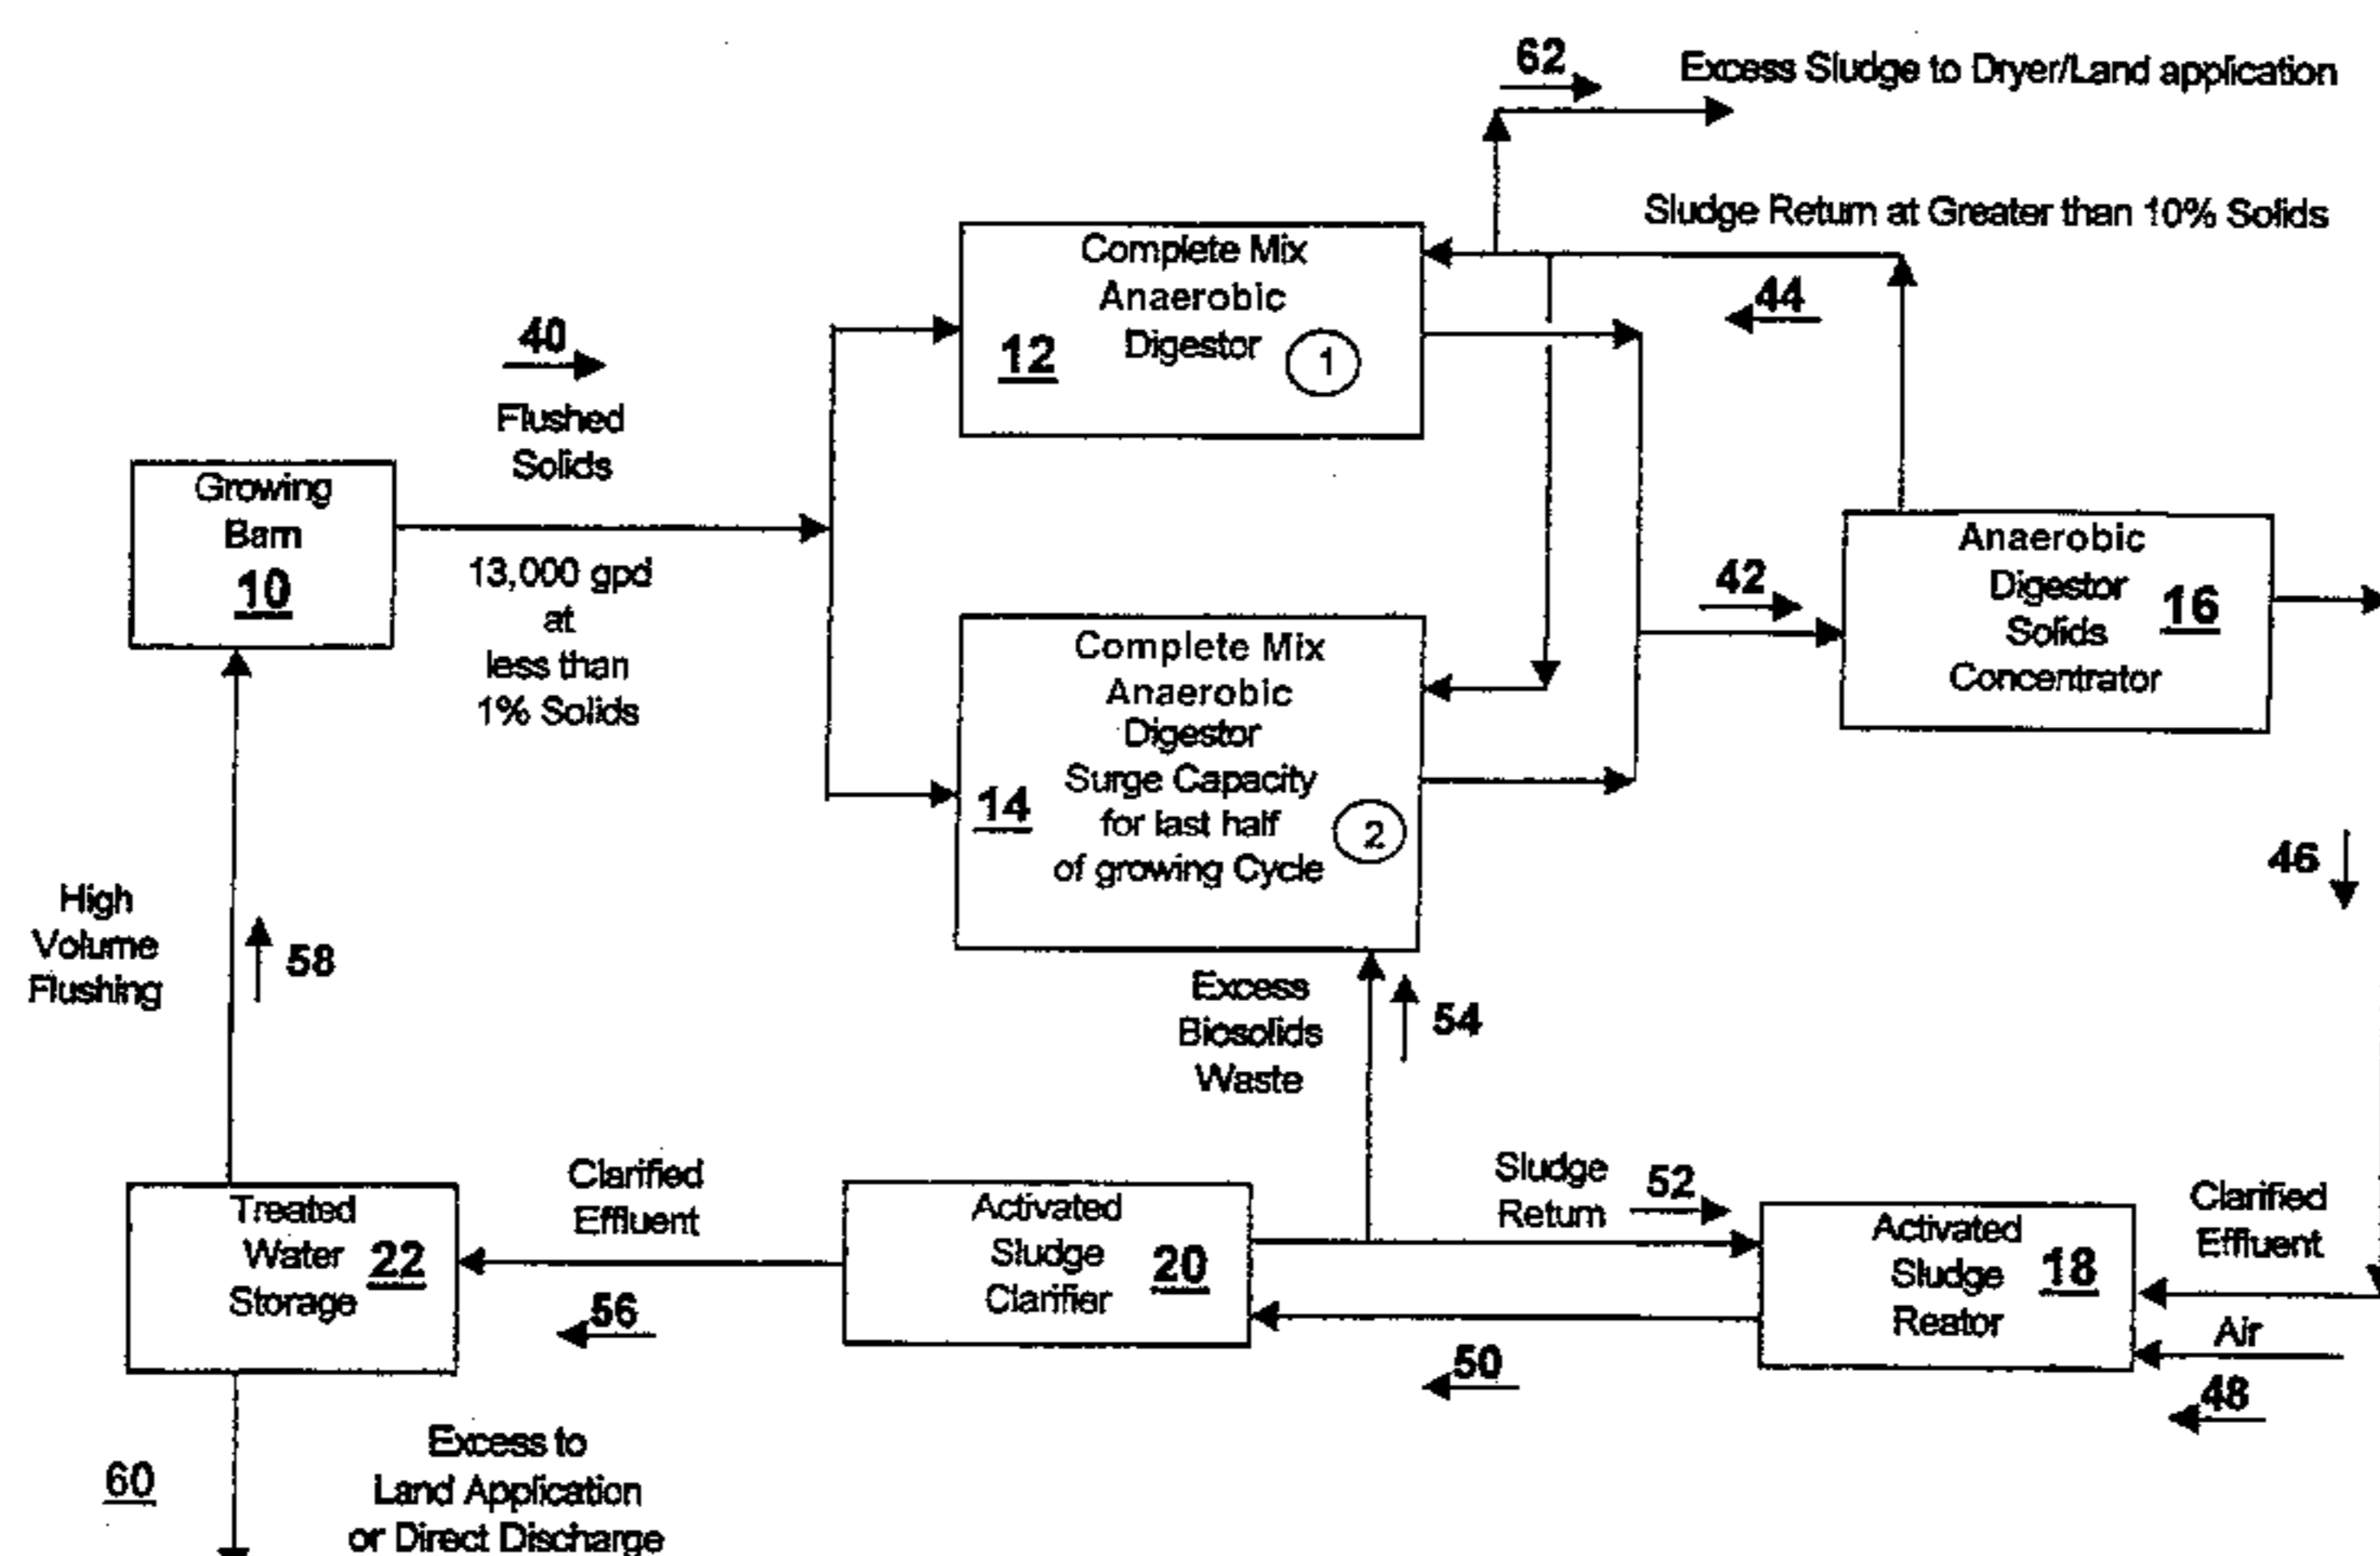 62
Excess Sludge to Dryer/Land application
Sludge Return at Greater than 10% Solids
44
Complete Mix
Anaerobic
Digestor
12
1
40
Flushed
Solids
Growing
Barn
10
13,000 gpd
at
less than
1% Solids
42
Anaerobic
Digestor
Solids
Concentrator
16
Complete Mix
Anaerobic
Digestor
Surge Capacity
for last half
of growing Cycle
14
2
46
High
Volume
Flushing
58
Excess
Biosolids
Waste
54
Treated
Water
Storage
22
Clarified
Effluent
56
Activated
Sludge
Clarifier
20
Sludge
Return
52
50
Activated
Sludge
Reator
18
Clarified
Effluent
Air
48
60
Excess to
Land Application
or Direct Discharge